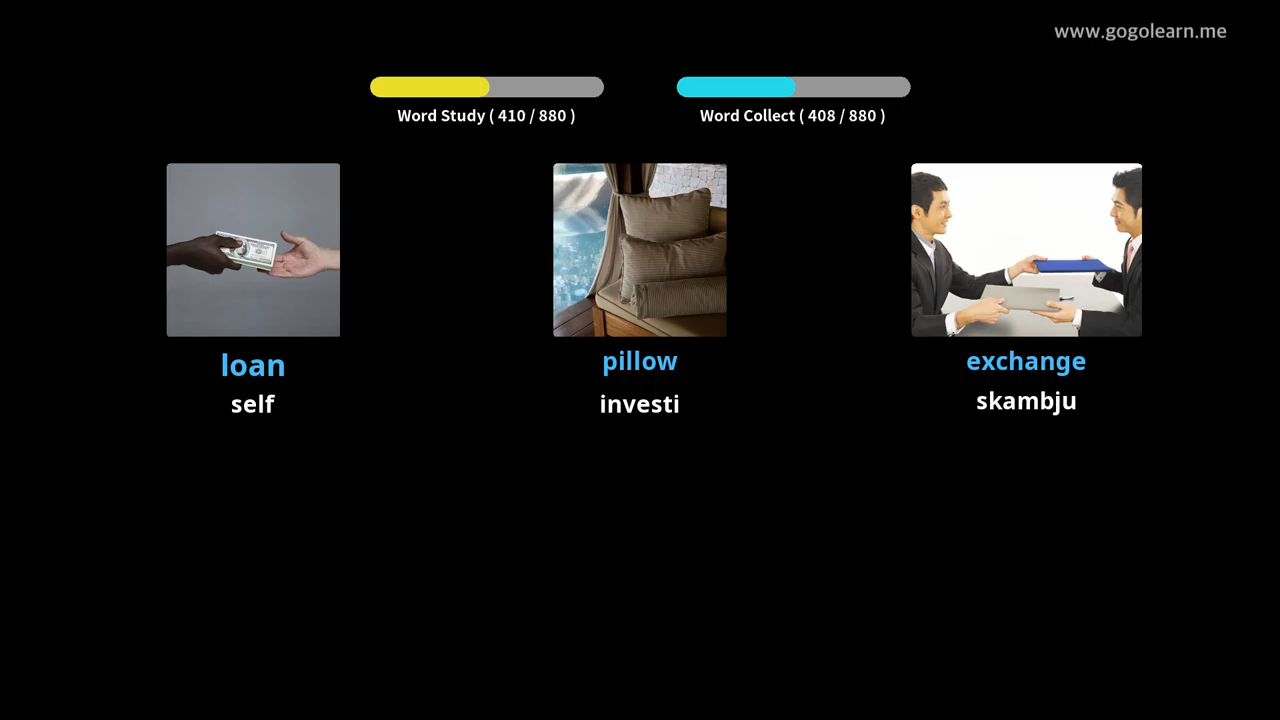 www.gogolearn.me
Word Study ( 410 / 880 )
Word Collect ( 408 / 880 )
loan
self
pillow
investi
exchange
skambju